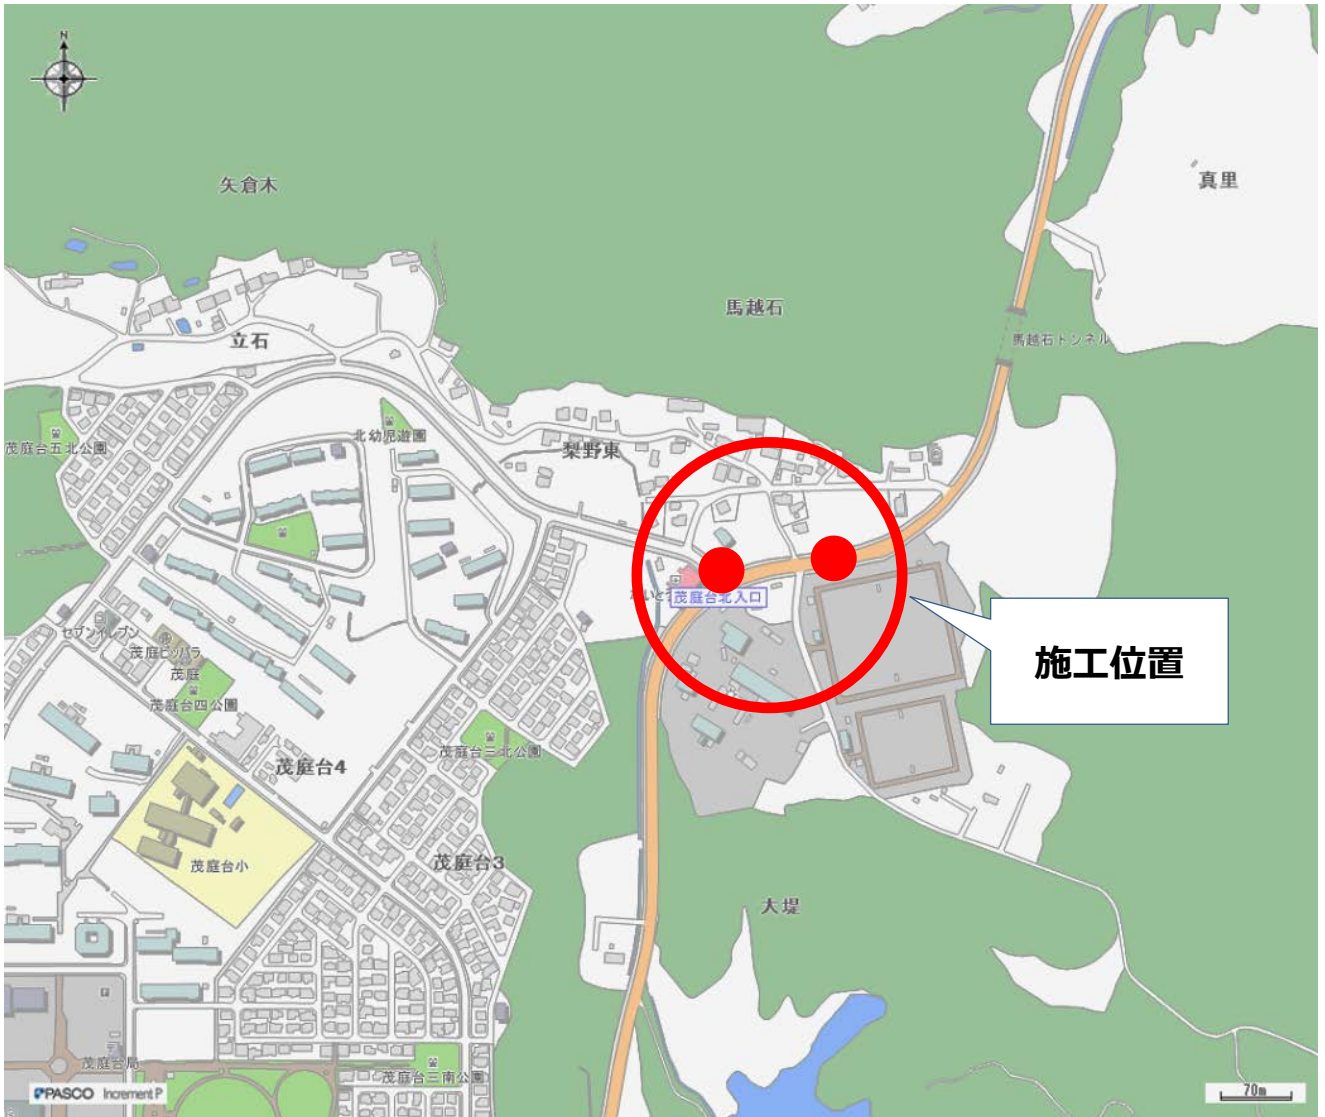 N
矢倉木
真里
馬越石
立石
馬越石トンネル
北幼児遊園
茂庭台五北公園
梨野東
茂庭台北入口
セブンイレブン
茂庭ビッパラ
茂庭
施工位置
茂庭台四公園
茂庭台三北公園
茂庭台4
茂庭台小
茂庭台3
大堤
茂庭台局
茂庭台三南公園
PASCO Increment P
70m